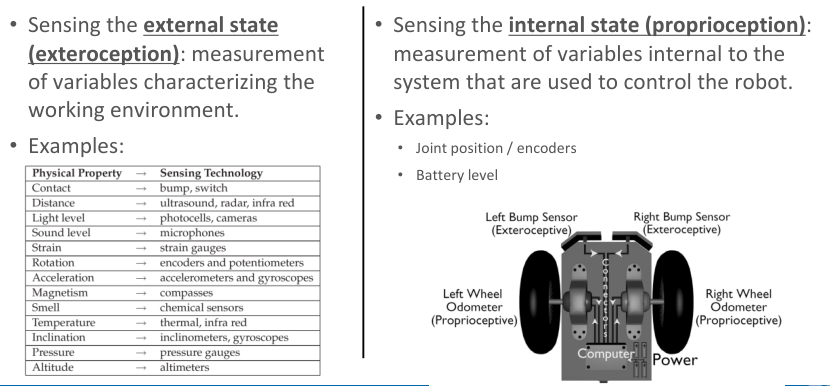 • Sensing the external state
(exteroception): measurement
of variables characterizing the
working environment.
• Examples:
Physical Property → Sensing Technology
Contact → bump, switch
Distance → ultrasound, radar, infra red
Light level → photocells, cameras
Sound level → microphones
Strain → strain gauges
Rotation → encoders and potentiometers
Acceleration → accelerometers and gyroscopes
Magnetism → compasses
Smell → chemical sensors
Temperature → thermal, infra red
Inclination → inclinometers, gyroscopes
Pressure → pressure gauges
Altitude → altimeters
• Sensing the internal state (proprioception):
measurement of variables internal to the
system that are used to control the robot.
• Examples:
• Joint position / encoders
• Battery level
Left Bump Sensor
(Exteroceptive)
Right Bump Sensor
(Exteroceptive)
Connectors
Left Wheel
Odometer
(Proprioceptive)
Right Wheel
Odometer
(Proprioceptive)
Computer
Power